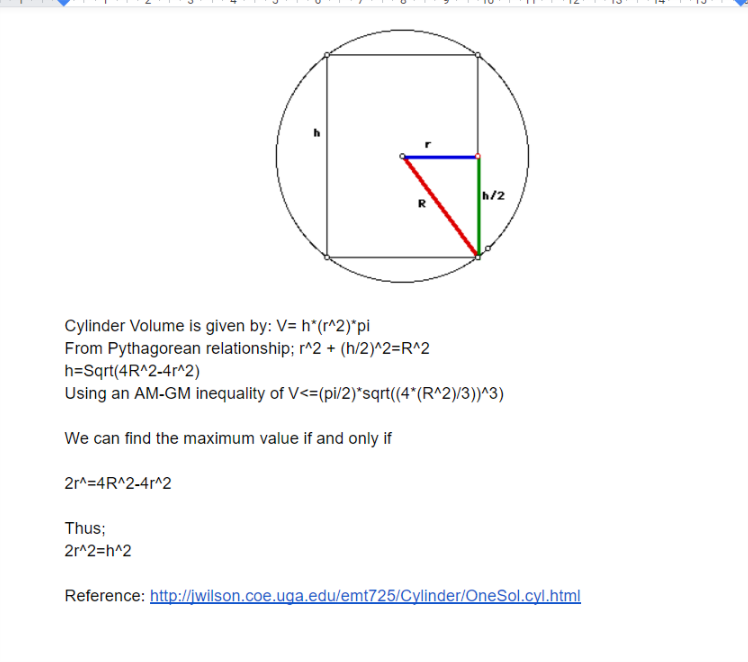 h
r
R
h/2
Cylinder Volume is given by: V= h*(r^2)*pi
From Pythagorean relationship; r^2 + (h/2)^2=R^2
h=Sqrt(4R^2-4r^2)
Using an AM-GM inequality of V<=(pi/2)*sqrt((4*(R^2)/3))^3)
We can find the maximum value if and only if
2r^=4R^2-4r^2
Thus;
2r^2=h^2
Reference: http://jwilson.coe.uga.edu/emt725/Cylinder/OneSol.cyl.html